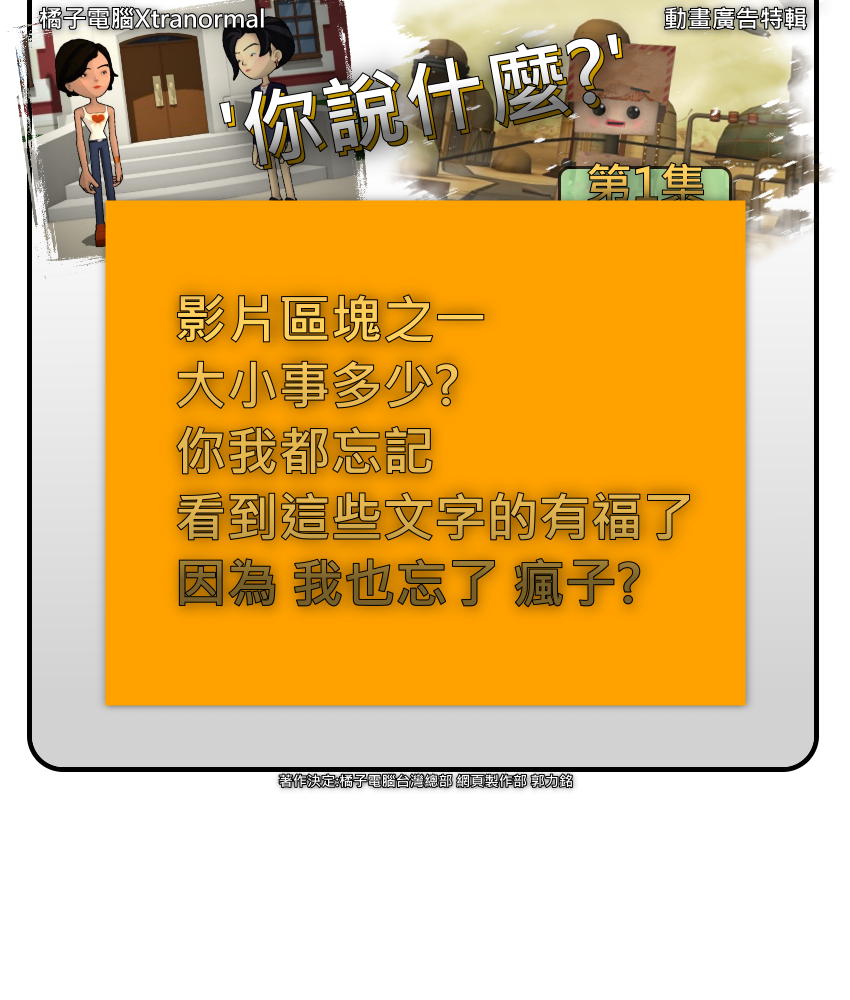 橘子電腦Xtranormal
動畫廣告特輯
'你說什麼?'
第1集
影片區塊之一
大小事多少?
你我都忘記
看到這些文字的有福了
因為 我也忘了 瘋子?
著作決定:橘子電腦台灣總部 網頁製作部 郭力銘